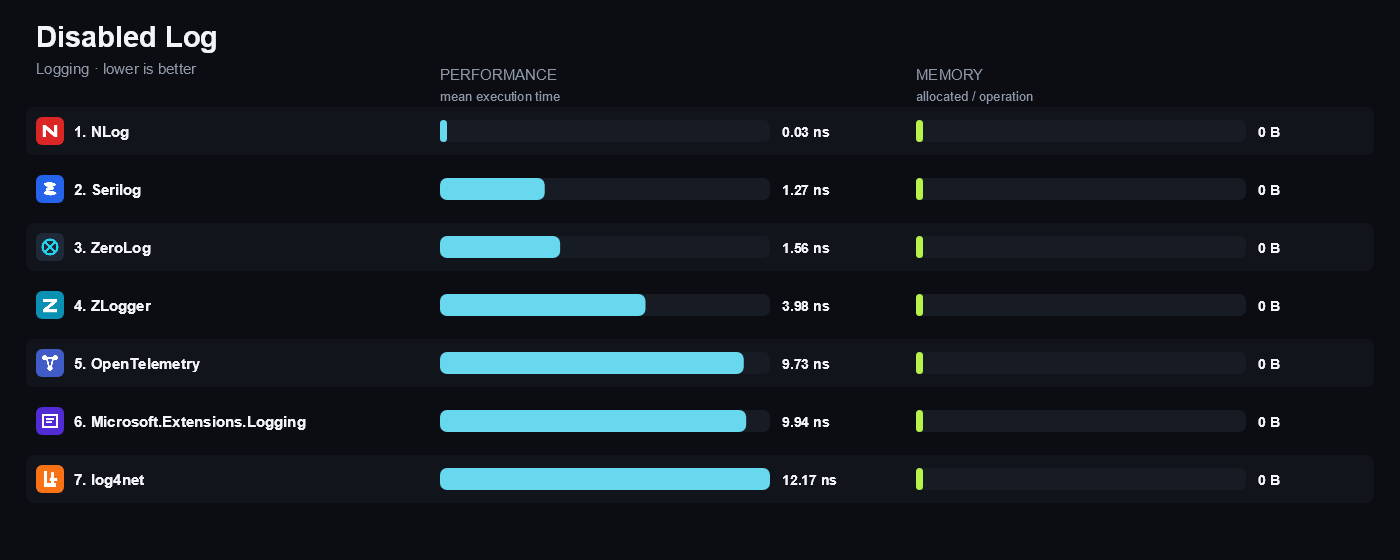 Disabled Log
Logging · lower is better
PERFORMANCE
mean execution time
MEMORY
allocated / operation
1. NLog 0.03 ns 0 B
2. Serilog 1.27 ns 0 B
3. ZeroLog 1.56 ns 0 B
4. ZLogger 3.98 ns 0 B
5. OpenTelemetry 9.73 ns 0 B
6. Microsoft.Extensions.Logging 9.94 ns 0 B
7. log4net 12.17 ns 0 B